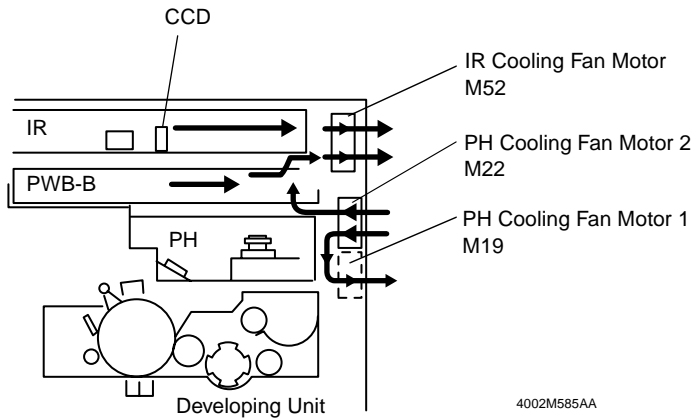 CCD
IR Cooling Fan Motor
M52
IR
PH Cooling Fan Motor 2
M22
PWB-B
PH Cooling Fan Motor 1
M19
PH
Developing Unit
4002M585AA